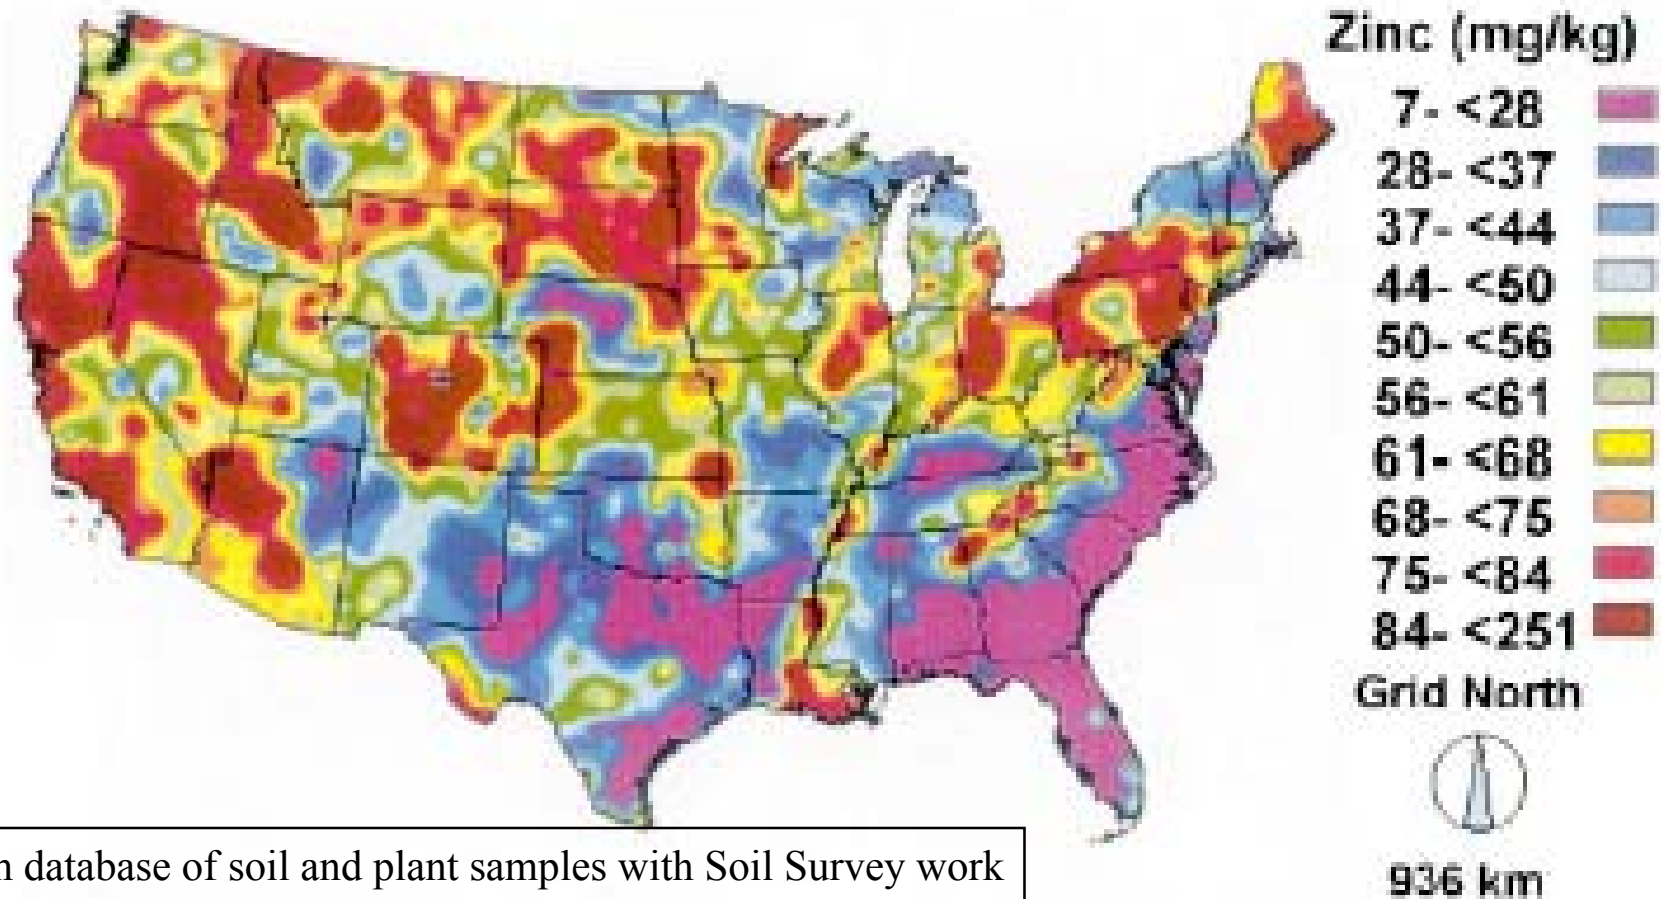 Zinc (mg/kg)
7- <28
28- <37
37- <44
44- <50
50- <56
56- <61
61- <68
68- <75
75- <84
84- <251
Grid North
936 km
database of soil and plant samples with Soil Survey work